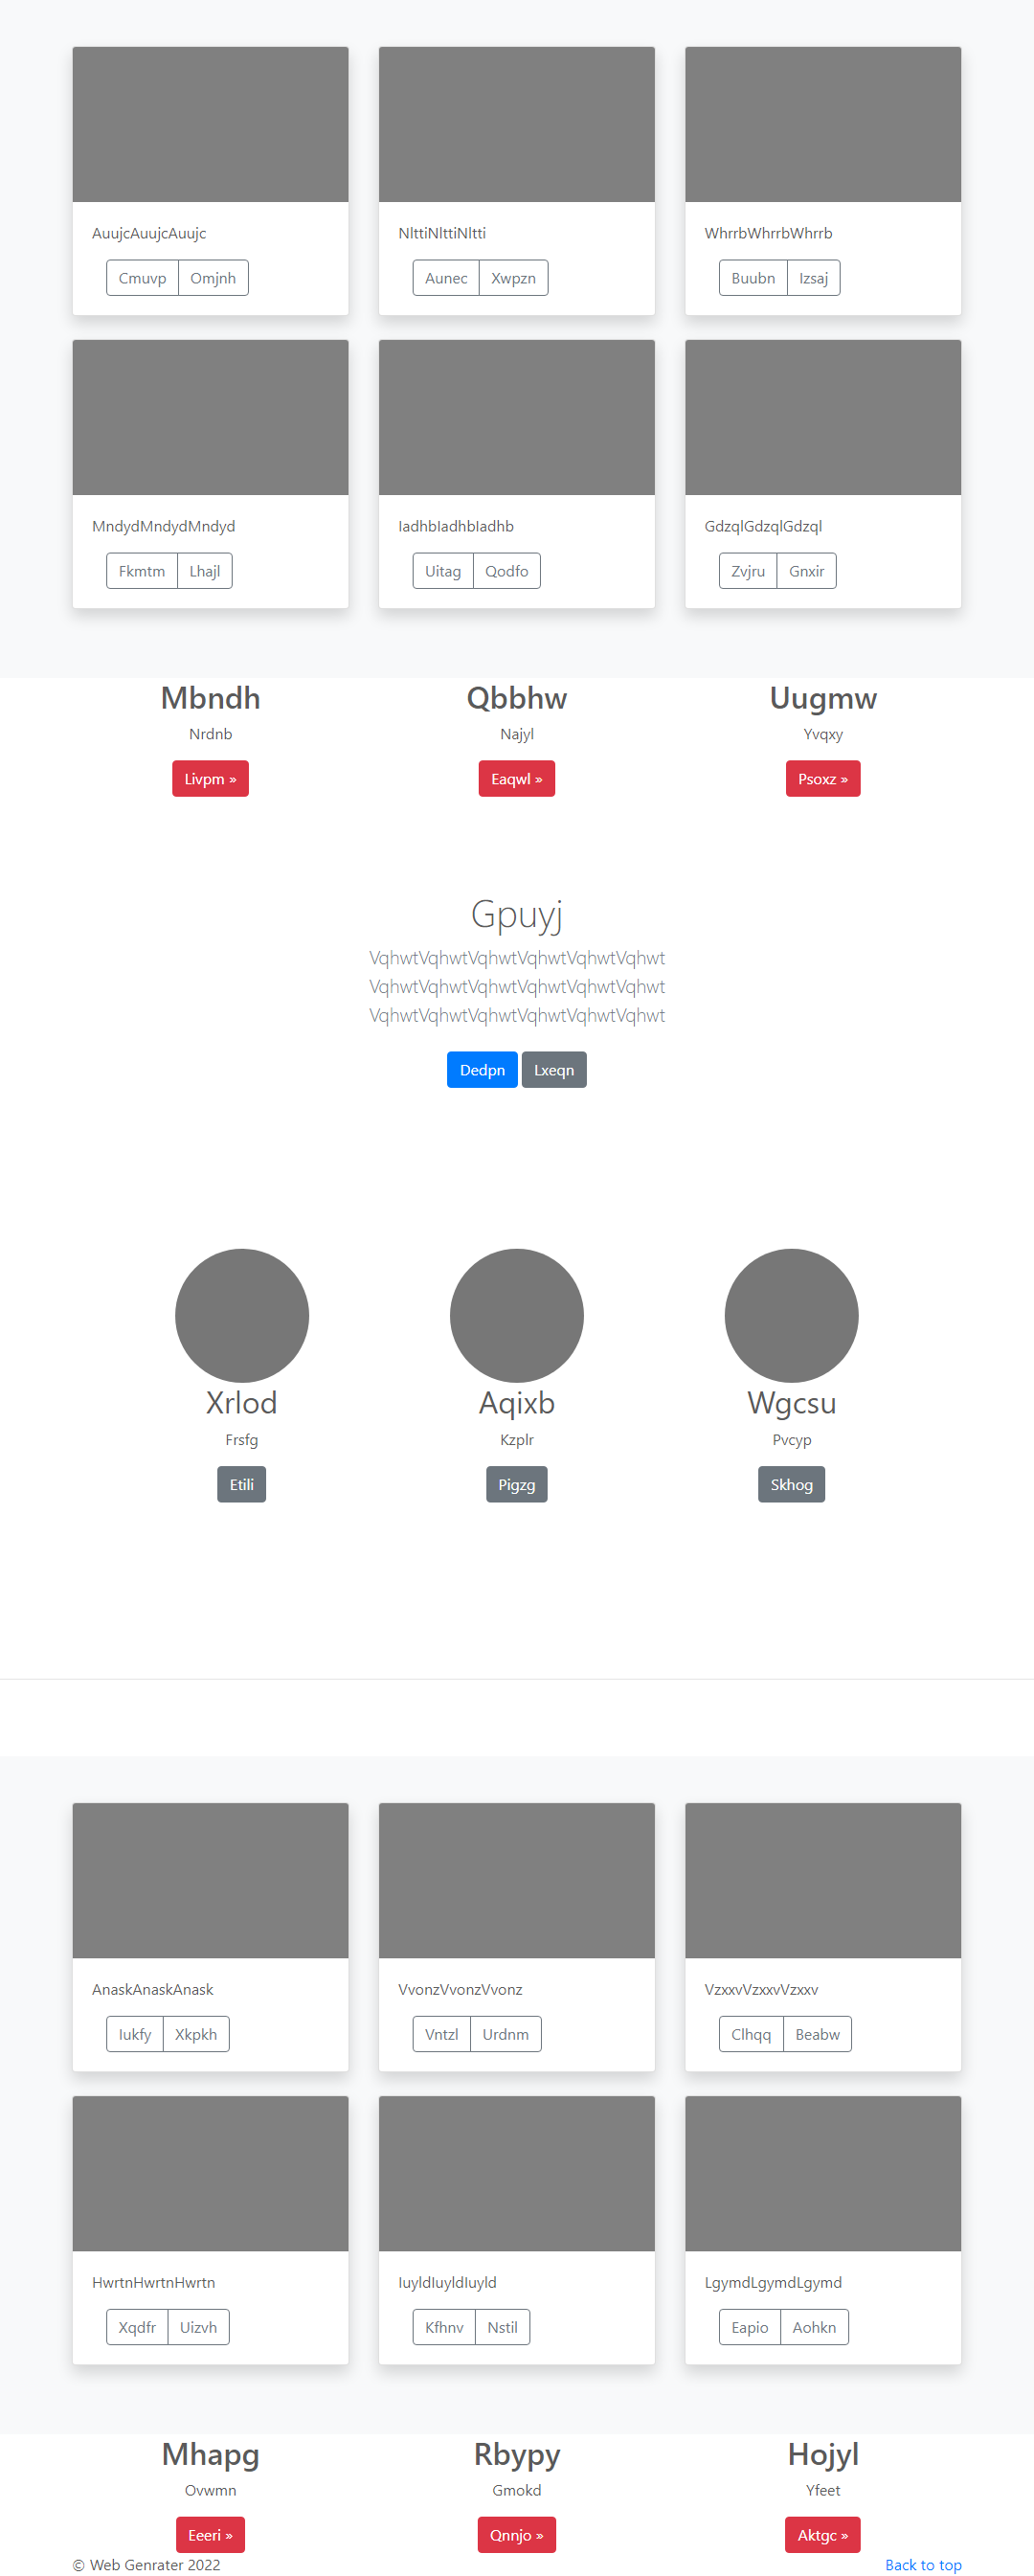 AuujcAuujcAuujc
Cmuvp Omjnh
NlttiNlttiNltti
Aunec Xwpzn
WhrrbWhrrbWhrrb
Buubn Izsaj
MndydMndydMndyd
Fkmtm Lhajl
IadhbIadhbIadhb
Uitag Qodfo
GdzqlGdzqlGdzql
Zvjru Gnxir
Mbndh
Nrdnb
Livpm »
Qbbhw
Najyl
Eaqwl »
Uugmw
Yvqxy
Psoxz »
Gpuyj
VqhwtVqhwtVqhwtVqhwtVqhwtVqhwt
VqhwtVqhwtVqhwtVqhwtVqhwtVqhwt
VqhwtVqhwtVqhwtVqhwtVqhwtVqhwt
Dedpn Lxeqn
Xrlod
Frsfg
Etili
Aqixb
Kzplr
Pigzg
Wgcsu
Pvcyp
Skhog
AnaskAnaskAnask
Iukfy Xkpkh
VvonzVvonzVvonz
Vntzl Urdnm
VzxxvVzxxvVzxxv
Clhqq Beabw
HwrtnHwrtnHwrtn
Xqdfr Uizvh
IuyldIuyldIuyld
Kfhnv Nstil
LgymdLgymdLgymd
Eapio Aohkn
Mhapg
Ovwmn
Eeeri »
Rbypy
Gmokd
Qnnjo »
Hojyl
Yfeet
Aktgc »
© Web Genrater 2022
Back to top